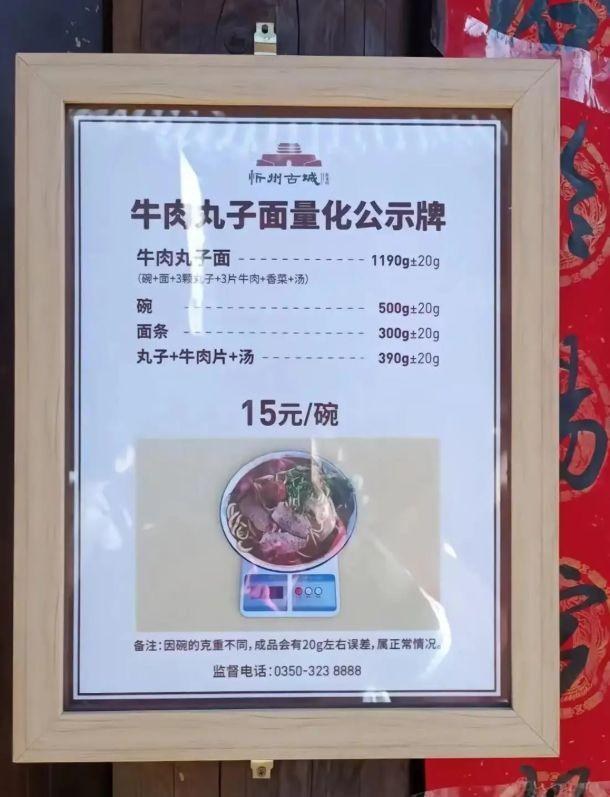 忻州古城
牛肉丸子面量化公示牌
牛肉丸子面 1190g±20g
(碗+面+3颗丸子+3片牛肉+香菜+汤)
碗 500g±20g
面条 300g±20g
丸子+牛肉片+汤 390g±20g
15元/碗
备注:因碗的克重不同,成品会有20g左右误差,属正常情况。
监督电话:0350-323 8888